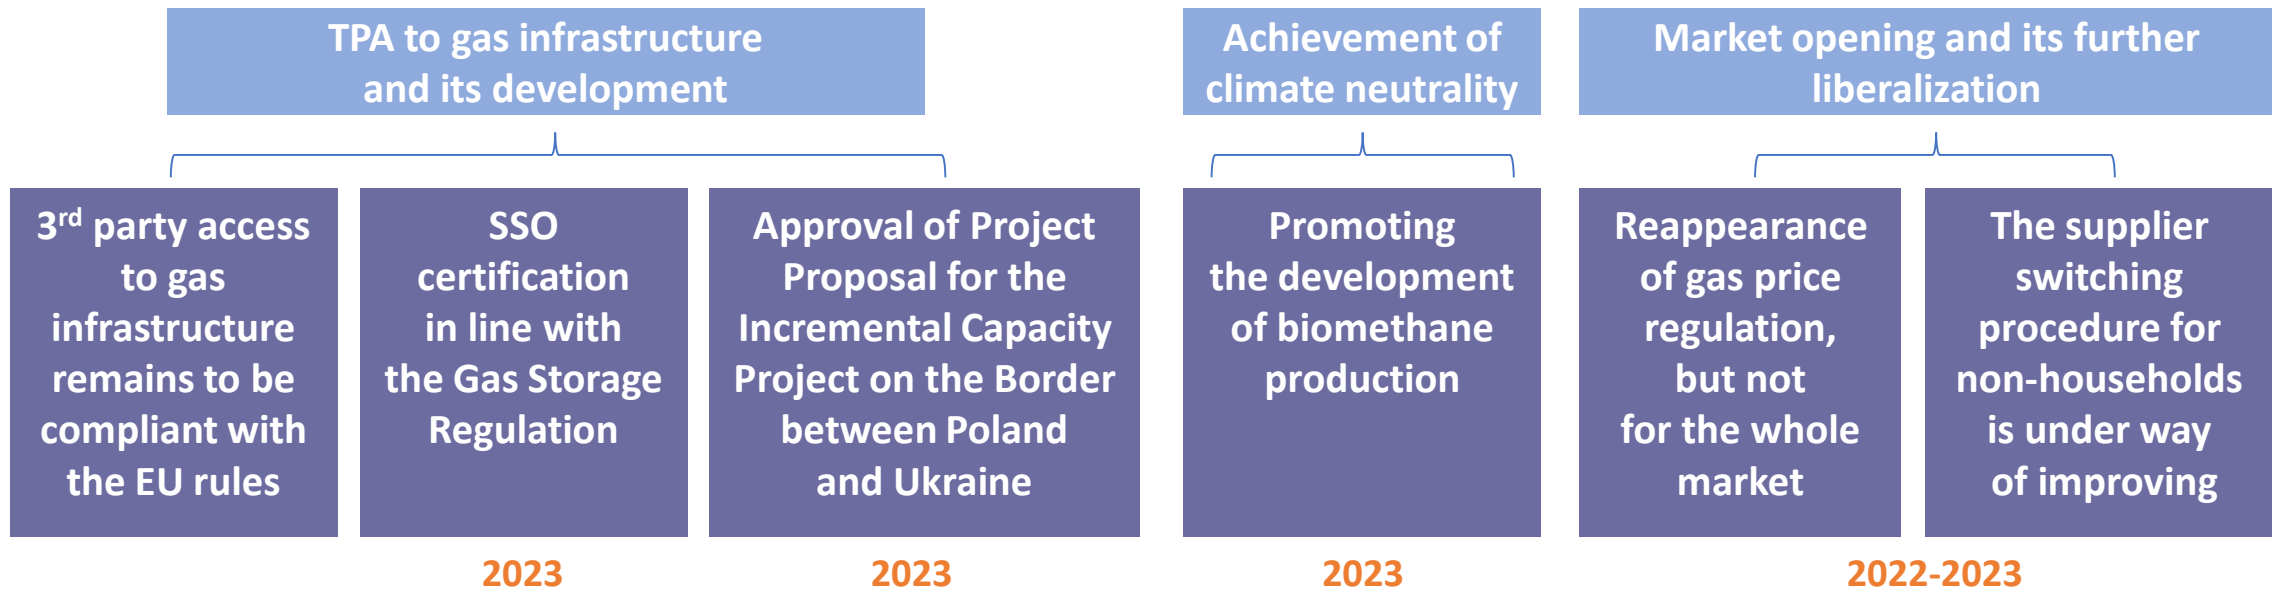 TPA to gas infrastructure
and its development
3rd party access
to gas
infrastructure
remains to be
compliant with
the EU rules
SSO
certification
in line with
the Gas Storage
Regulation
2023
Approval of Project
Proposal for the
Incremental Capacity
Project on the Border
between Poland
and Ukraine
2023
Achievement of
climate neutrality
Promoting
the development
of biomethane
production
2023
Market opening and its further
liberalization
Reappearance
of gas price
regulation,
but not
for the whole
market
The supplier
switching
procedure for
non-households
is under way
of improving
2022-2023